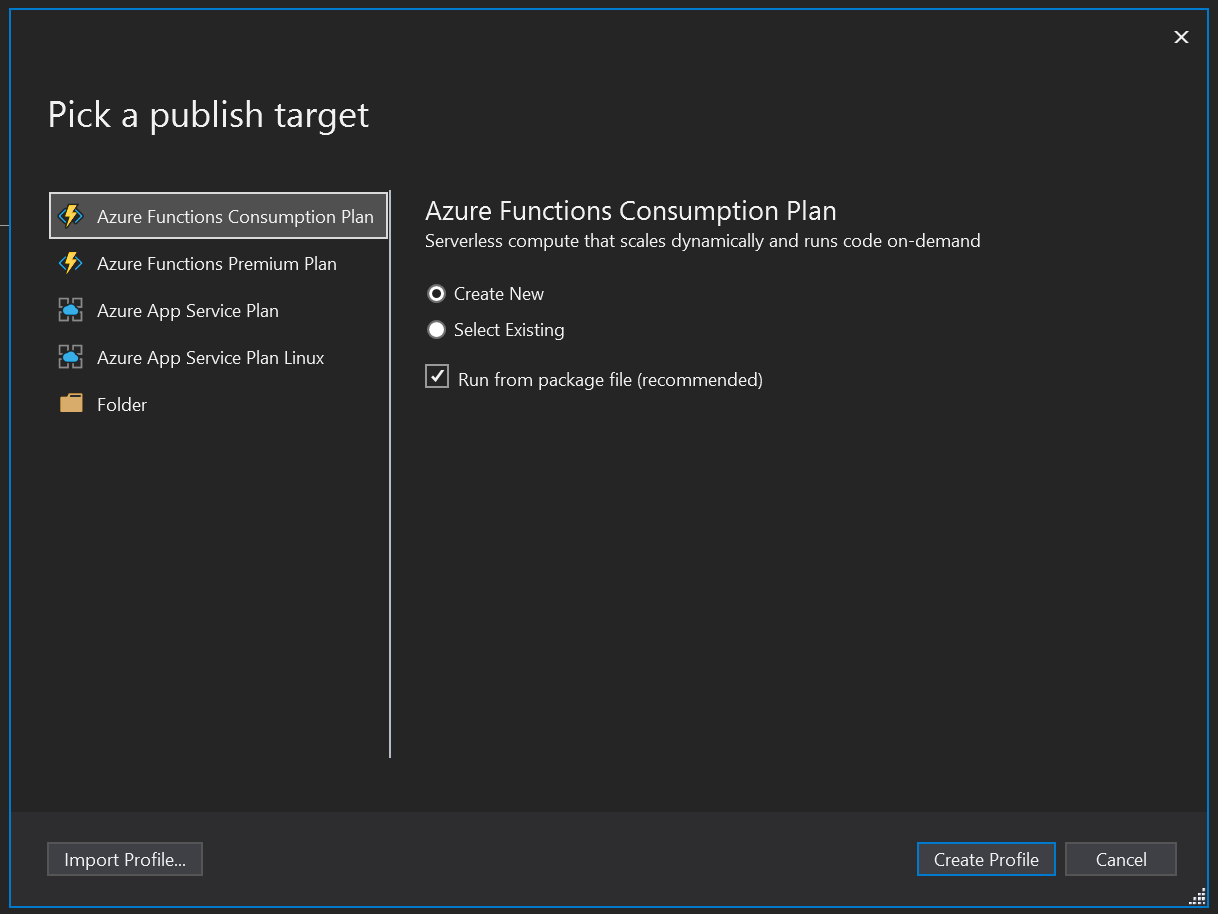 Pick a publish target
Azure Functions Consumption Plan
Azure Functions Premium Plan
Azure App Service Plan
Azure App Service Plan Linux
Folder
Azure Functions Consumption Plan
Serverless compute that scales dynamically and runs code on-demand
Create New
Select Existing
Run from package file (recommended)
Import Profile...
Create Profile
Cancel